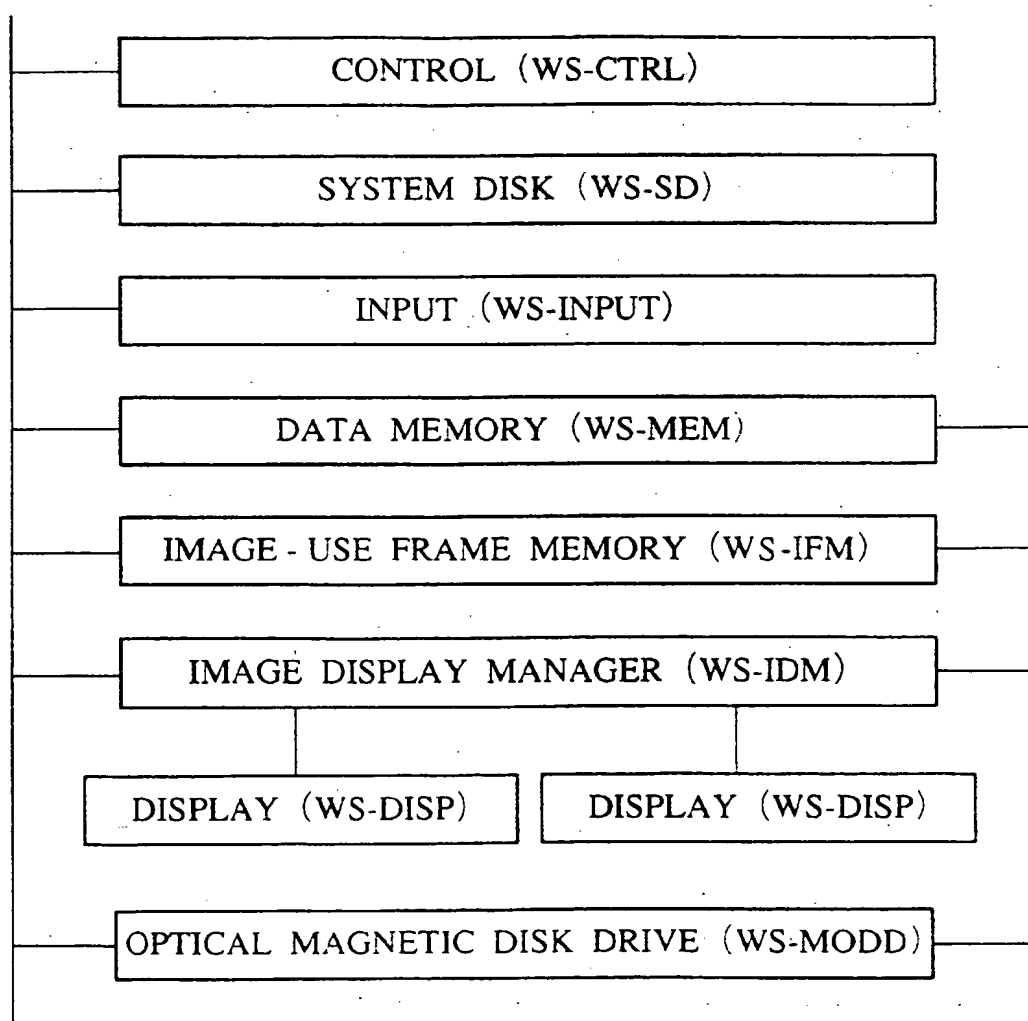 CONTROL (WS-CTRL)
SYSTEM DISK (WS-SD)
INPUT (WS-INPUT)
DATA MEMORY (WS-MEM)
IMAGE - USE FRAME MEMORY (WS-IFM)
IMAGE DISPLAY MANAGER (WS-IDM)
DISPLAY (WS-DISP)
DISPLAY (WS-DISP)
OPTICAL MAGNETIC DISK DRIVE (WS-MODD)